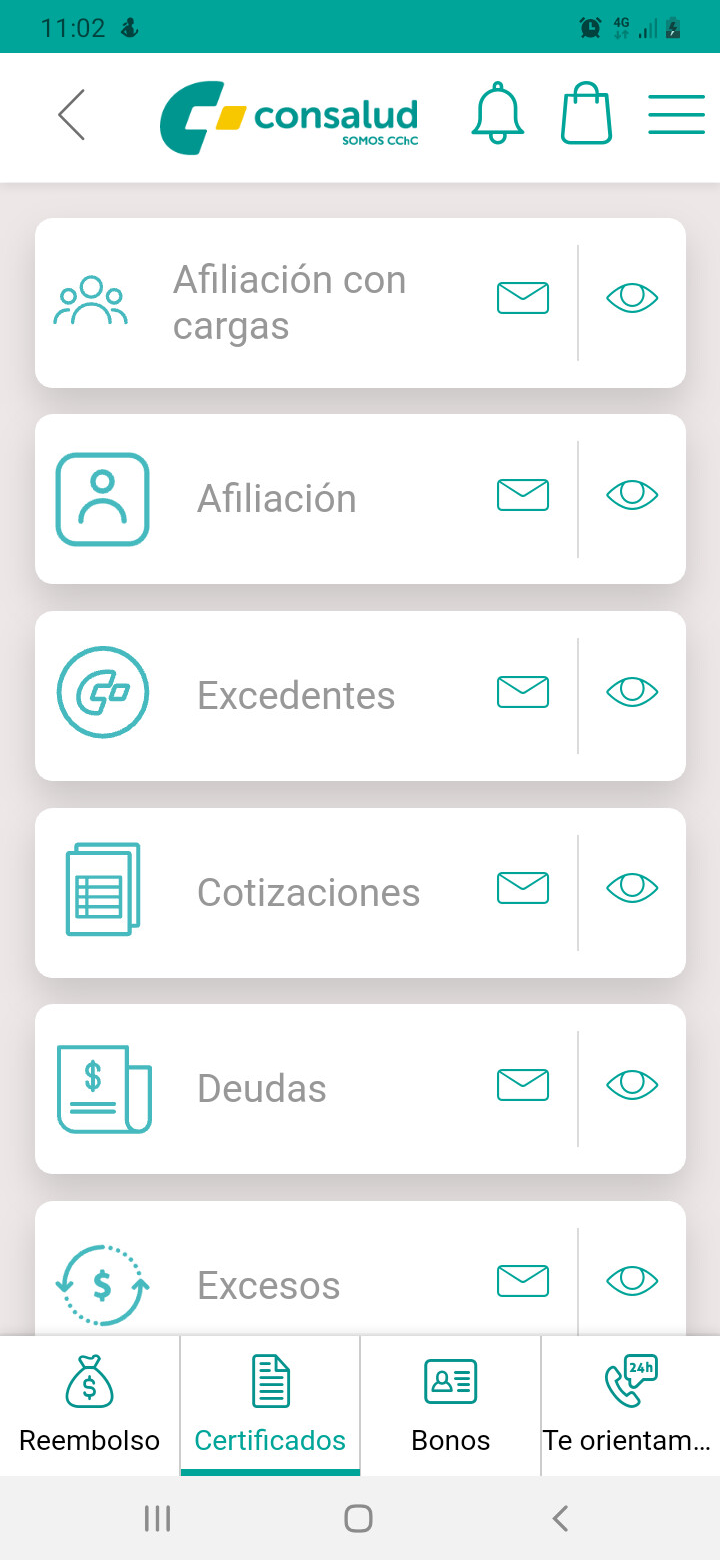 11:02
4G
consalud
SOMOS CChC
Afiliación con
cargas
Afiliación
Excedentes
Cotizaciones
$
Deudas
$
Excesos
$
24h
Reembolso
Certificados
Bonos
Te orientam...